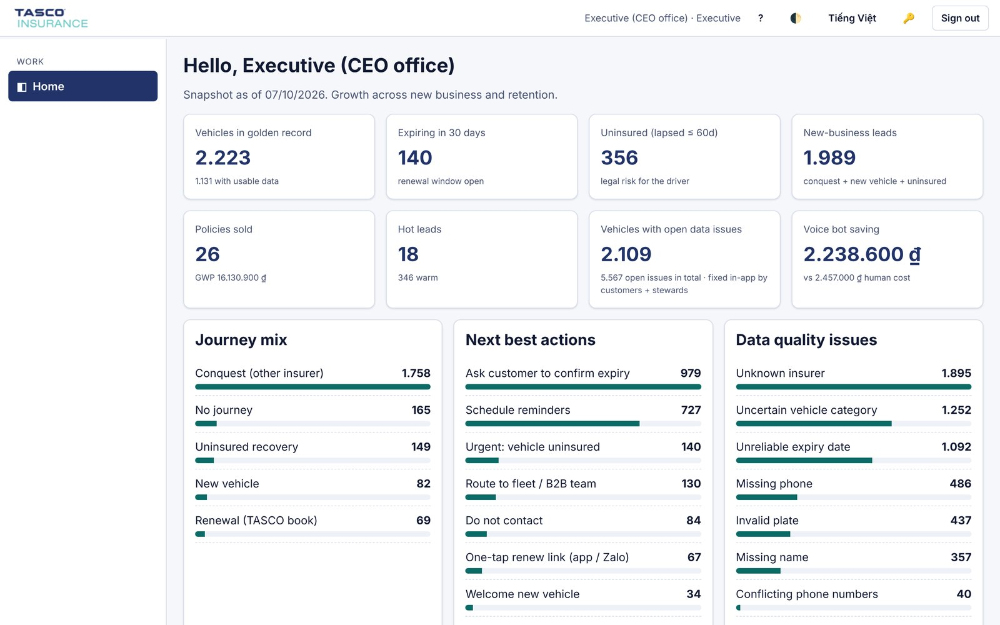 TASCO
INSURANCE
Executive (CEO office) · Executive
?
Tiếng Việt
Sign out
WORK
Home
Hello, Executive (CEO office)
Snapshot as of 07/10/2026. Growth across new business and retention.
Vehicles in golden record
2.223
1.131 with usable data
Expiring in 30 days
140
renewal window open
Uninsured (lapsed ≤ 60d)
356
legal risk for the driver
New-business leads
1.989
conquest + new vehicle + uninsured
Policies sold
26
GWP 16.130.900 ₫
Hot leads
18
346 warm
Vehicles with open data issues
2.109
5.567 open issues in total · fixed in-app by
customers + stewards
Voice bot saving
2.238.600 ₫
vs 2.457.000 ₫ human cost
Journey mix
Conquest (other insurer) 1.758
No journey 165
Uninsured recovery 149
New vehicle 82
Renewal (TASCO book) 69
Next best actions
Ask customer to confirm expiry 979
Schedule reminders 727
Urgent: vehicle uninsured 140
Route to fleet / B2B team 130
Do not contact 84
One-tap renew link (app / Zalo) 67
Welcome new vehicle 34
Data quality issues
Unknown insurer 1.895
Uncertain vehicle category 1.252
Unreliable expiry date 1.092
Missing phone 486
Invalid plate 437
Missing name 357
Conflicting phone numbers 40